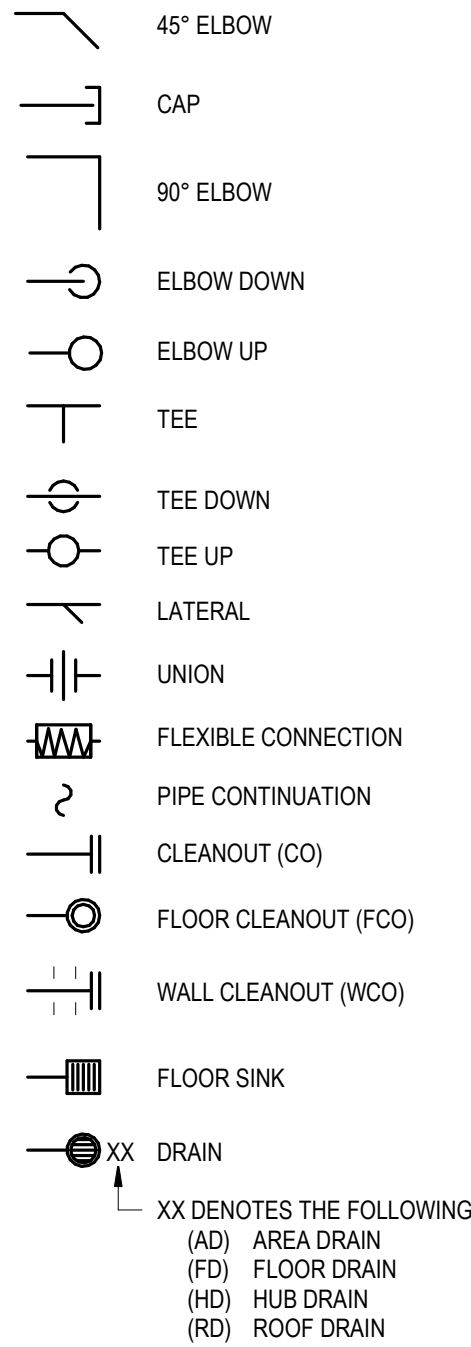 45° ELBOW
CAP
90° ELBOW
ELBOW DOWN
ELBOW UP
TEE
TEE DOWN
TEE UP
LATERAL
UNION
FLEXIBLE CONNECTION
PIPE CONTINUATION
CLEANOUT (CO)
FLOOR CLEANOUT (FCO)
WALL CLEANOUT (WCO)
FLOOR SINK
XX DRAIN
XX DENOTES THE FOLLOWING
(AD) AREA DRAIN
(FD) FLOOR DRAIN
(HD) HUB DRAIN
(RD) ROOF DRAIN